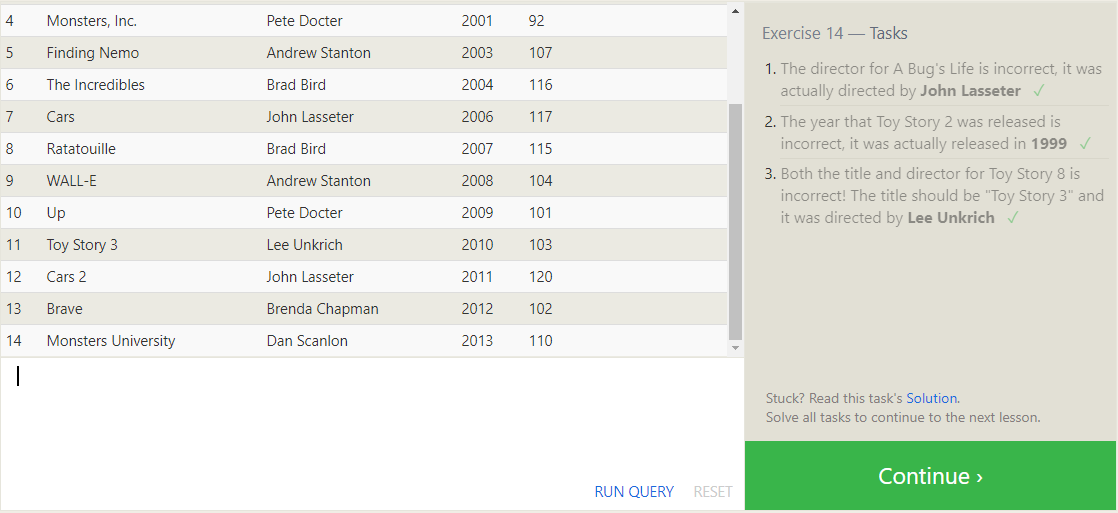 4 Monsters, Inc. Pete Docter 2001 92
5 Finding Nemo Andrew Stanton 2003 107
6 The Incredibles Brad Bird 2004 116
7 Cars John Lasseter 2006 117
8 Ratatouille Brad Bird 2007 115
9 WALL-E Andrew Stanton 2008 104
10 Up Pete Docter 2009 101
11 Toy Story 3 Lee Unkrich 2010 103
12 Cars 2 John Lasseter 2011 120
13 Brave Brenda Chapman 2012 102
14 Monsters University Dan Scanlon 2013 110
RUN QUERY RESET
Exercise 14 — Tasks
1. The director for A Bug's Life is incorrect, it was
actually directed by John Lasseter ✓
2. The year that Toy Story 2 was released is
incorrect, it was actually released in 1999 ✓
3. Both the title and director for Toy Story 8 is
incorrect! The title should be "Toy Story 3" and
it was directed by Lee Unkrich ✓
Stuck? Read this task's Solution.
Solve all tasks to continue to the next lesson.
Continue ›